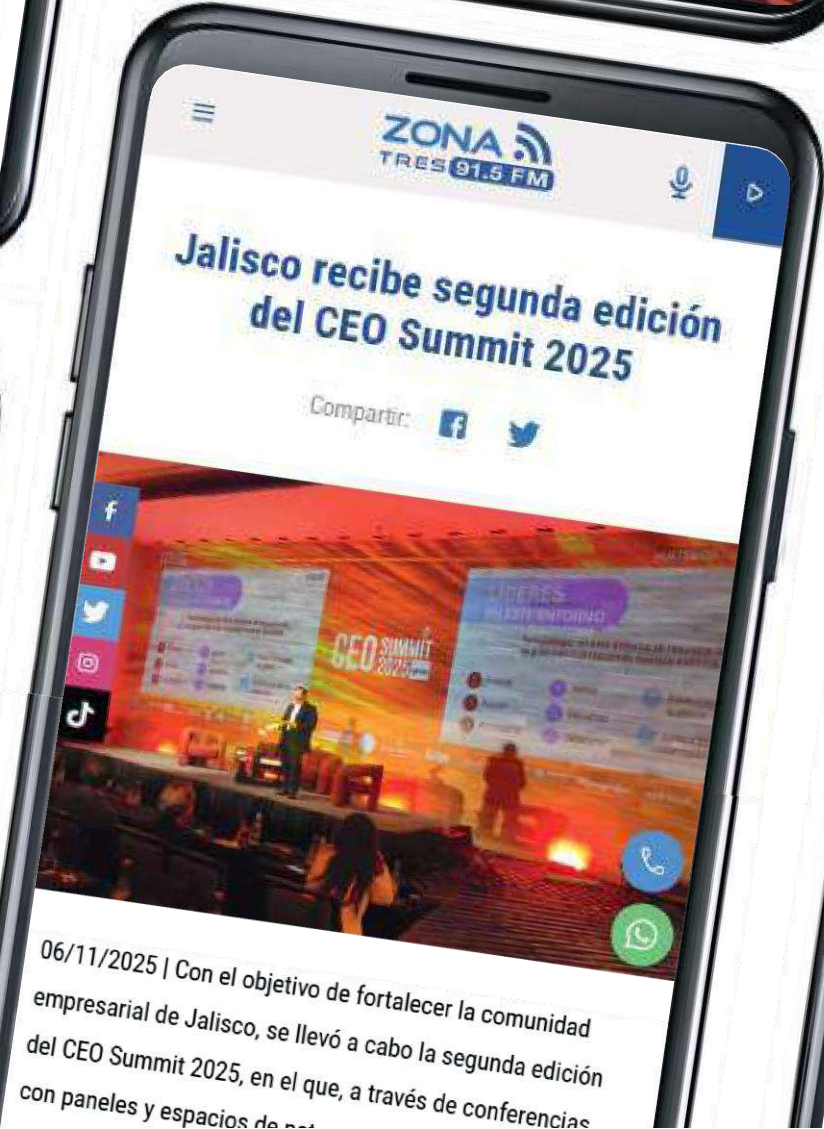 ZONA
TRES 91.5 FM
Jalisco recibe segunda edición
del CEO Summit 2025
Compartir:
LIDERES
CEO SUMMIT
2025
06/11/2025 | Con el objetivo de fortalecer la comunidad
empresarial de Jalisco, se llevó a cabo la segunda edición
del CEO Summit 2025, en el que, a través de conferencias
con paneles y espacios de